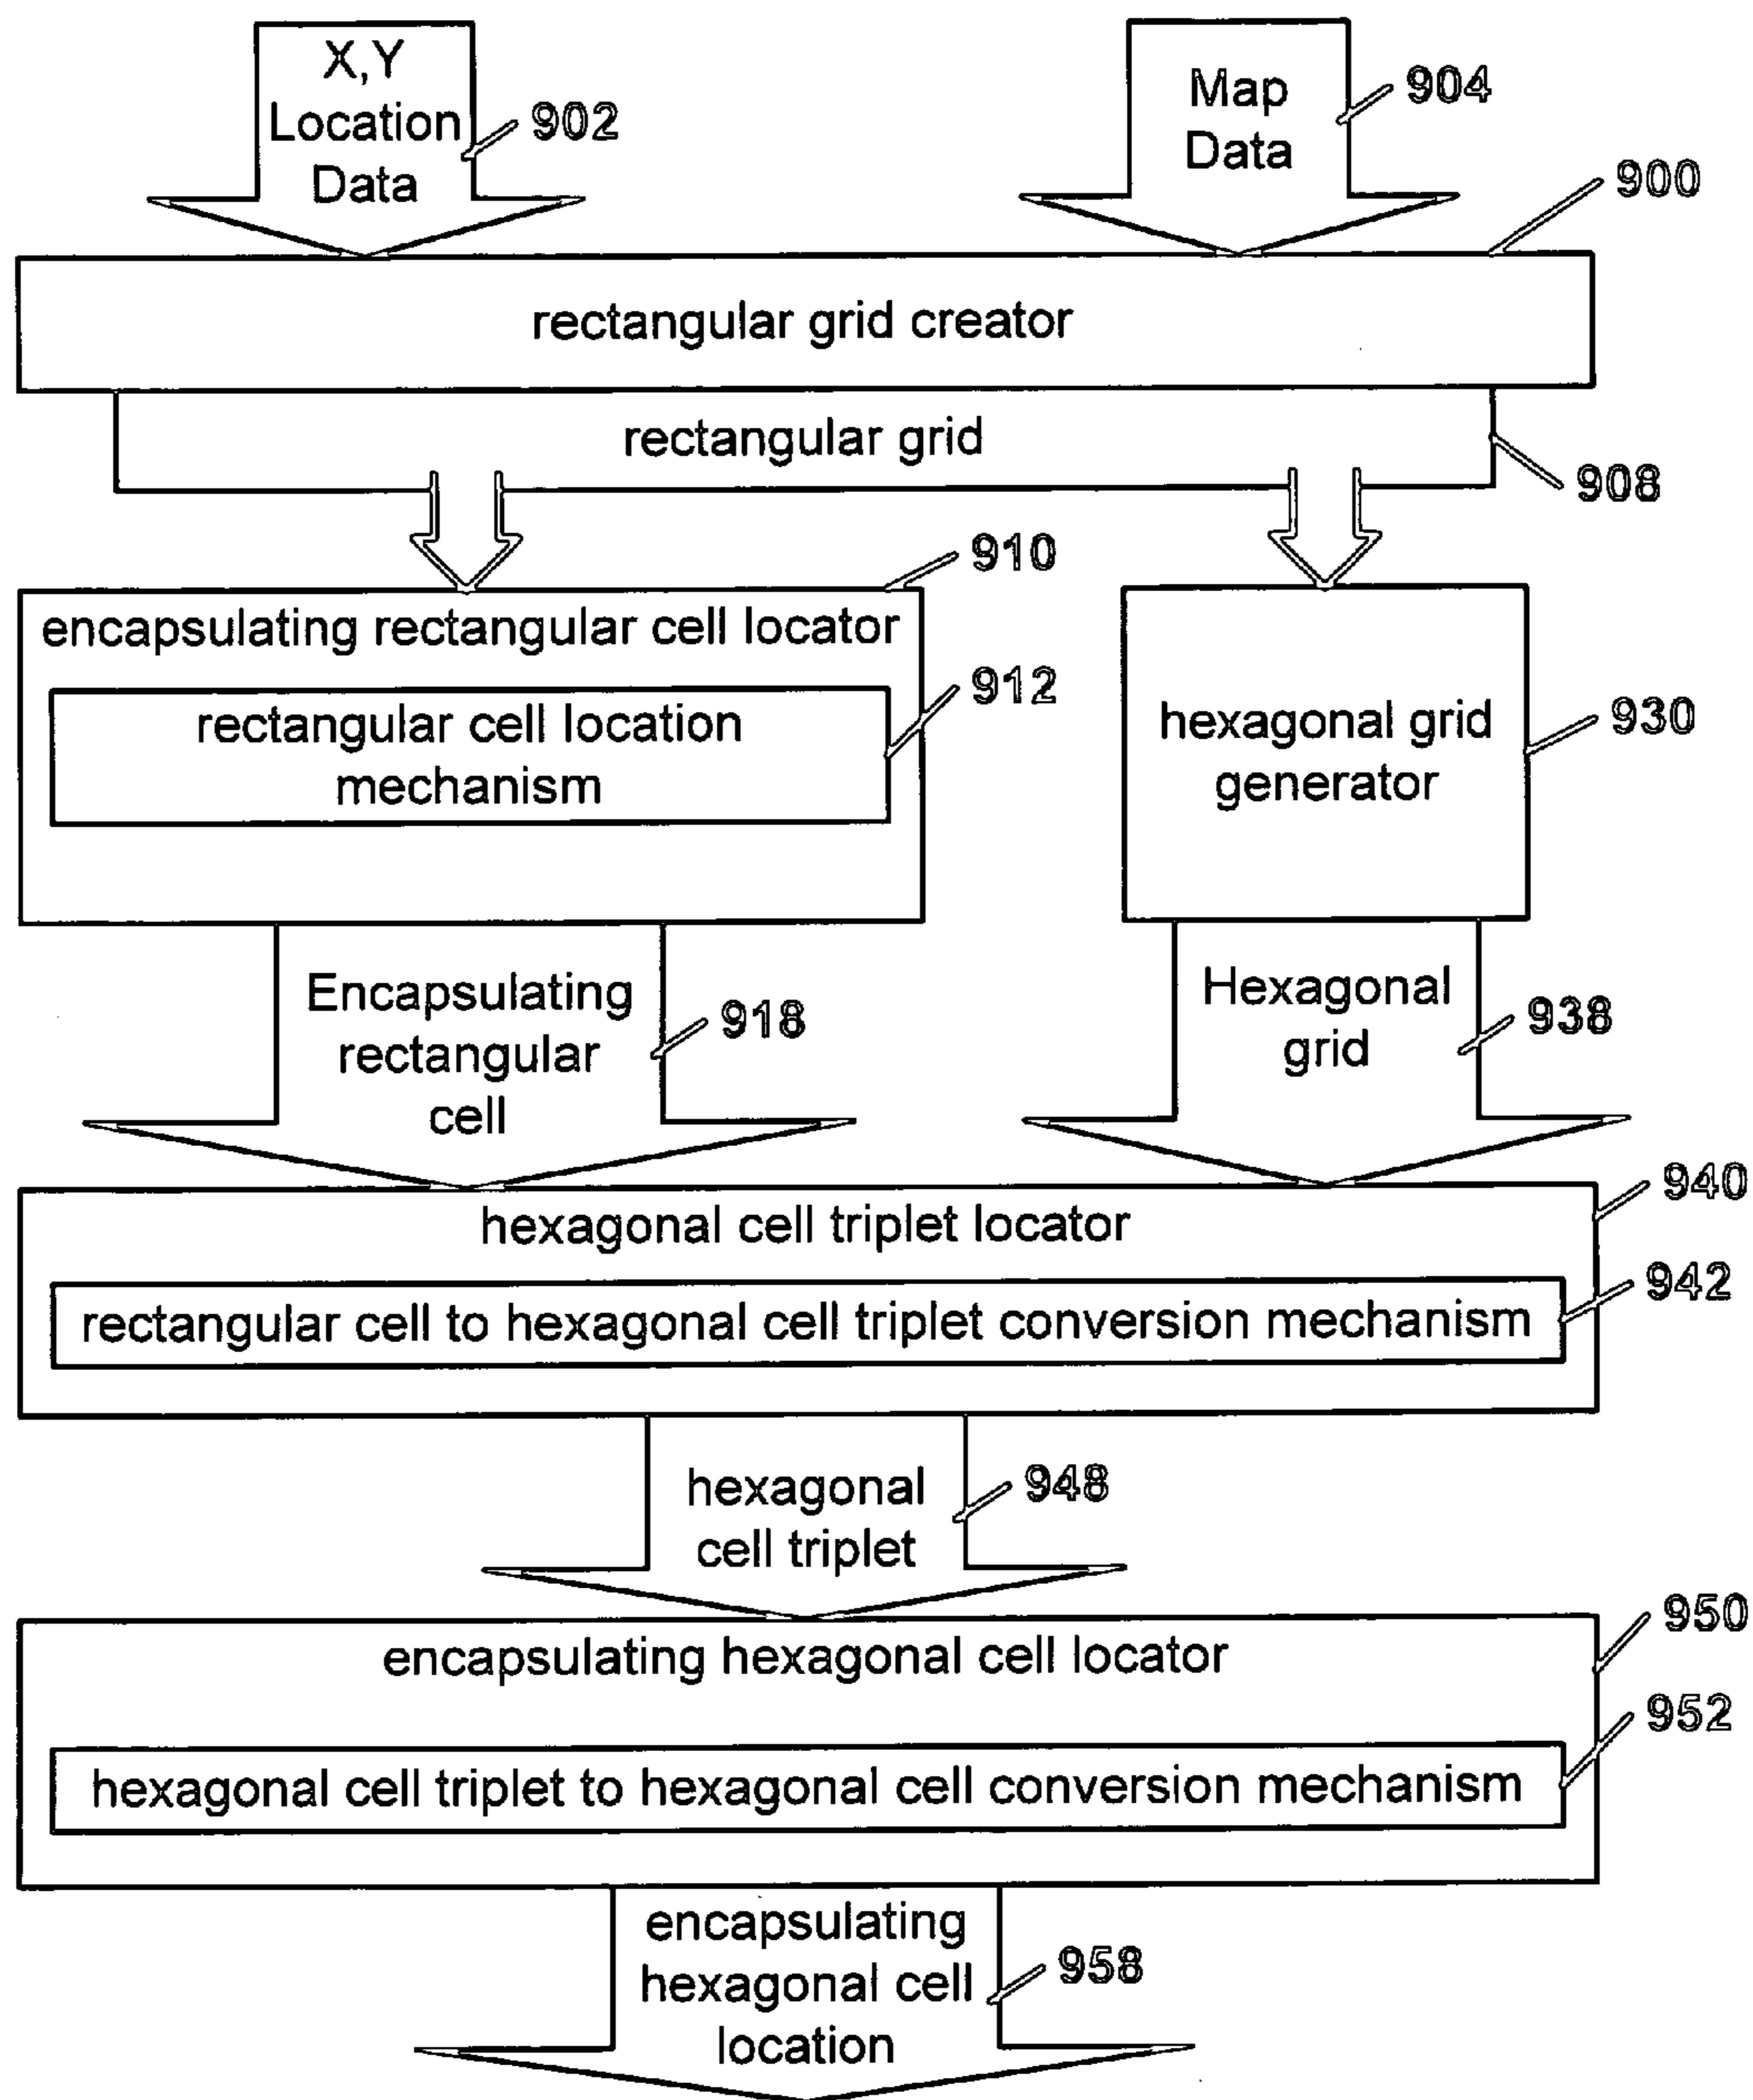 X,Y
Location
Data
902
Map
Data
904
900
rectangular grid creator
rectangular grid
908
910
encapsulating rectangular cell locator
912
rectangular cell location
mechanism
hexagonal grid
generator
930
Encapsulating
rectangular
cell
918
Hexagonal
grid
938
940
hexagonal cell triplet locator
942
rectangular cell to hexagonal cell triplet conversion mechanism
hexagonal
cell triplet
948
950
encapsulating hexagonal cell locator
952
hexagonal cell triplet to hexagonal cell conversion mechanism
encapsulating
hexagonal cell
location
958